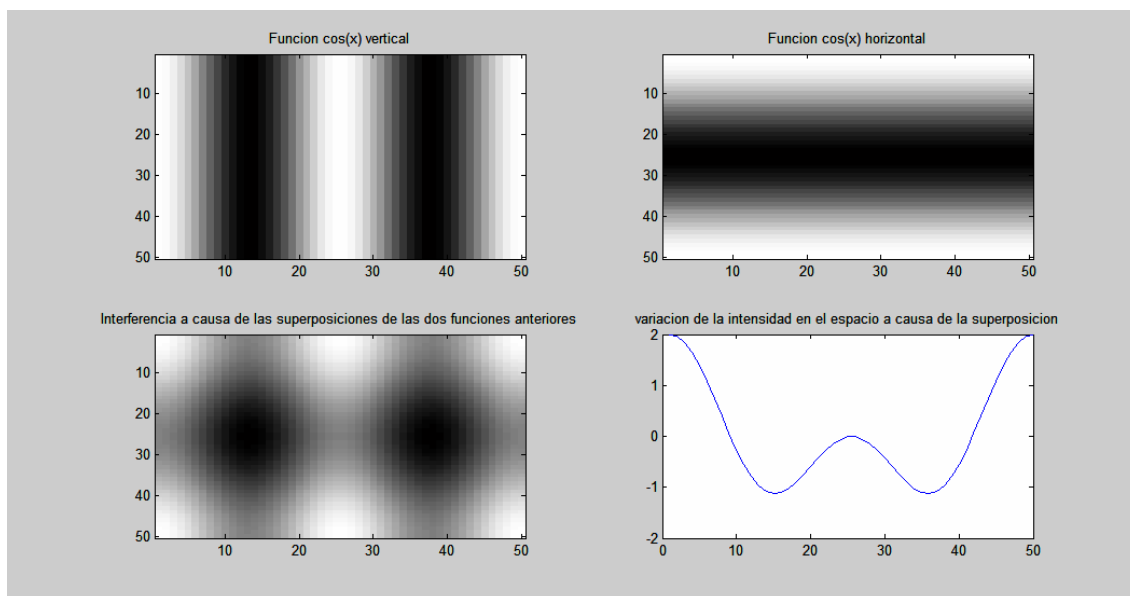 Funcion cos(x) vertical
10
20
30
40
50
10 20 30 40 50
Funcion cos(x) horizontal
10
20
30
40
50
10 20 30 40 50
Interferencia a causa de las superposiciones de las dos funciones anteriores
10
20
30
40
50
10 20 30 40 50
variacion de la intensidad en el espacio a causa de la superposicion
2
1
0
-1
-2
0 10 20 30 40 50